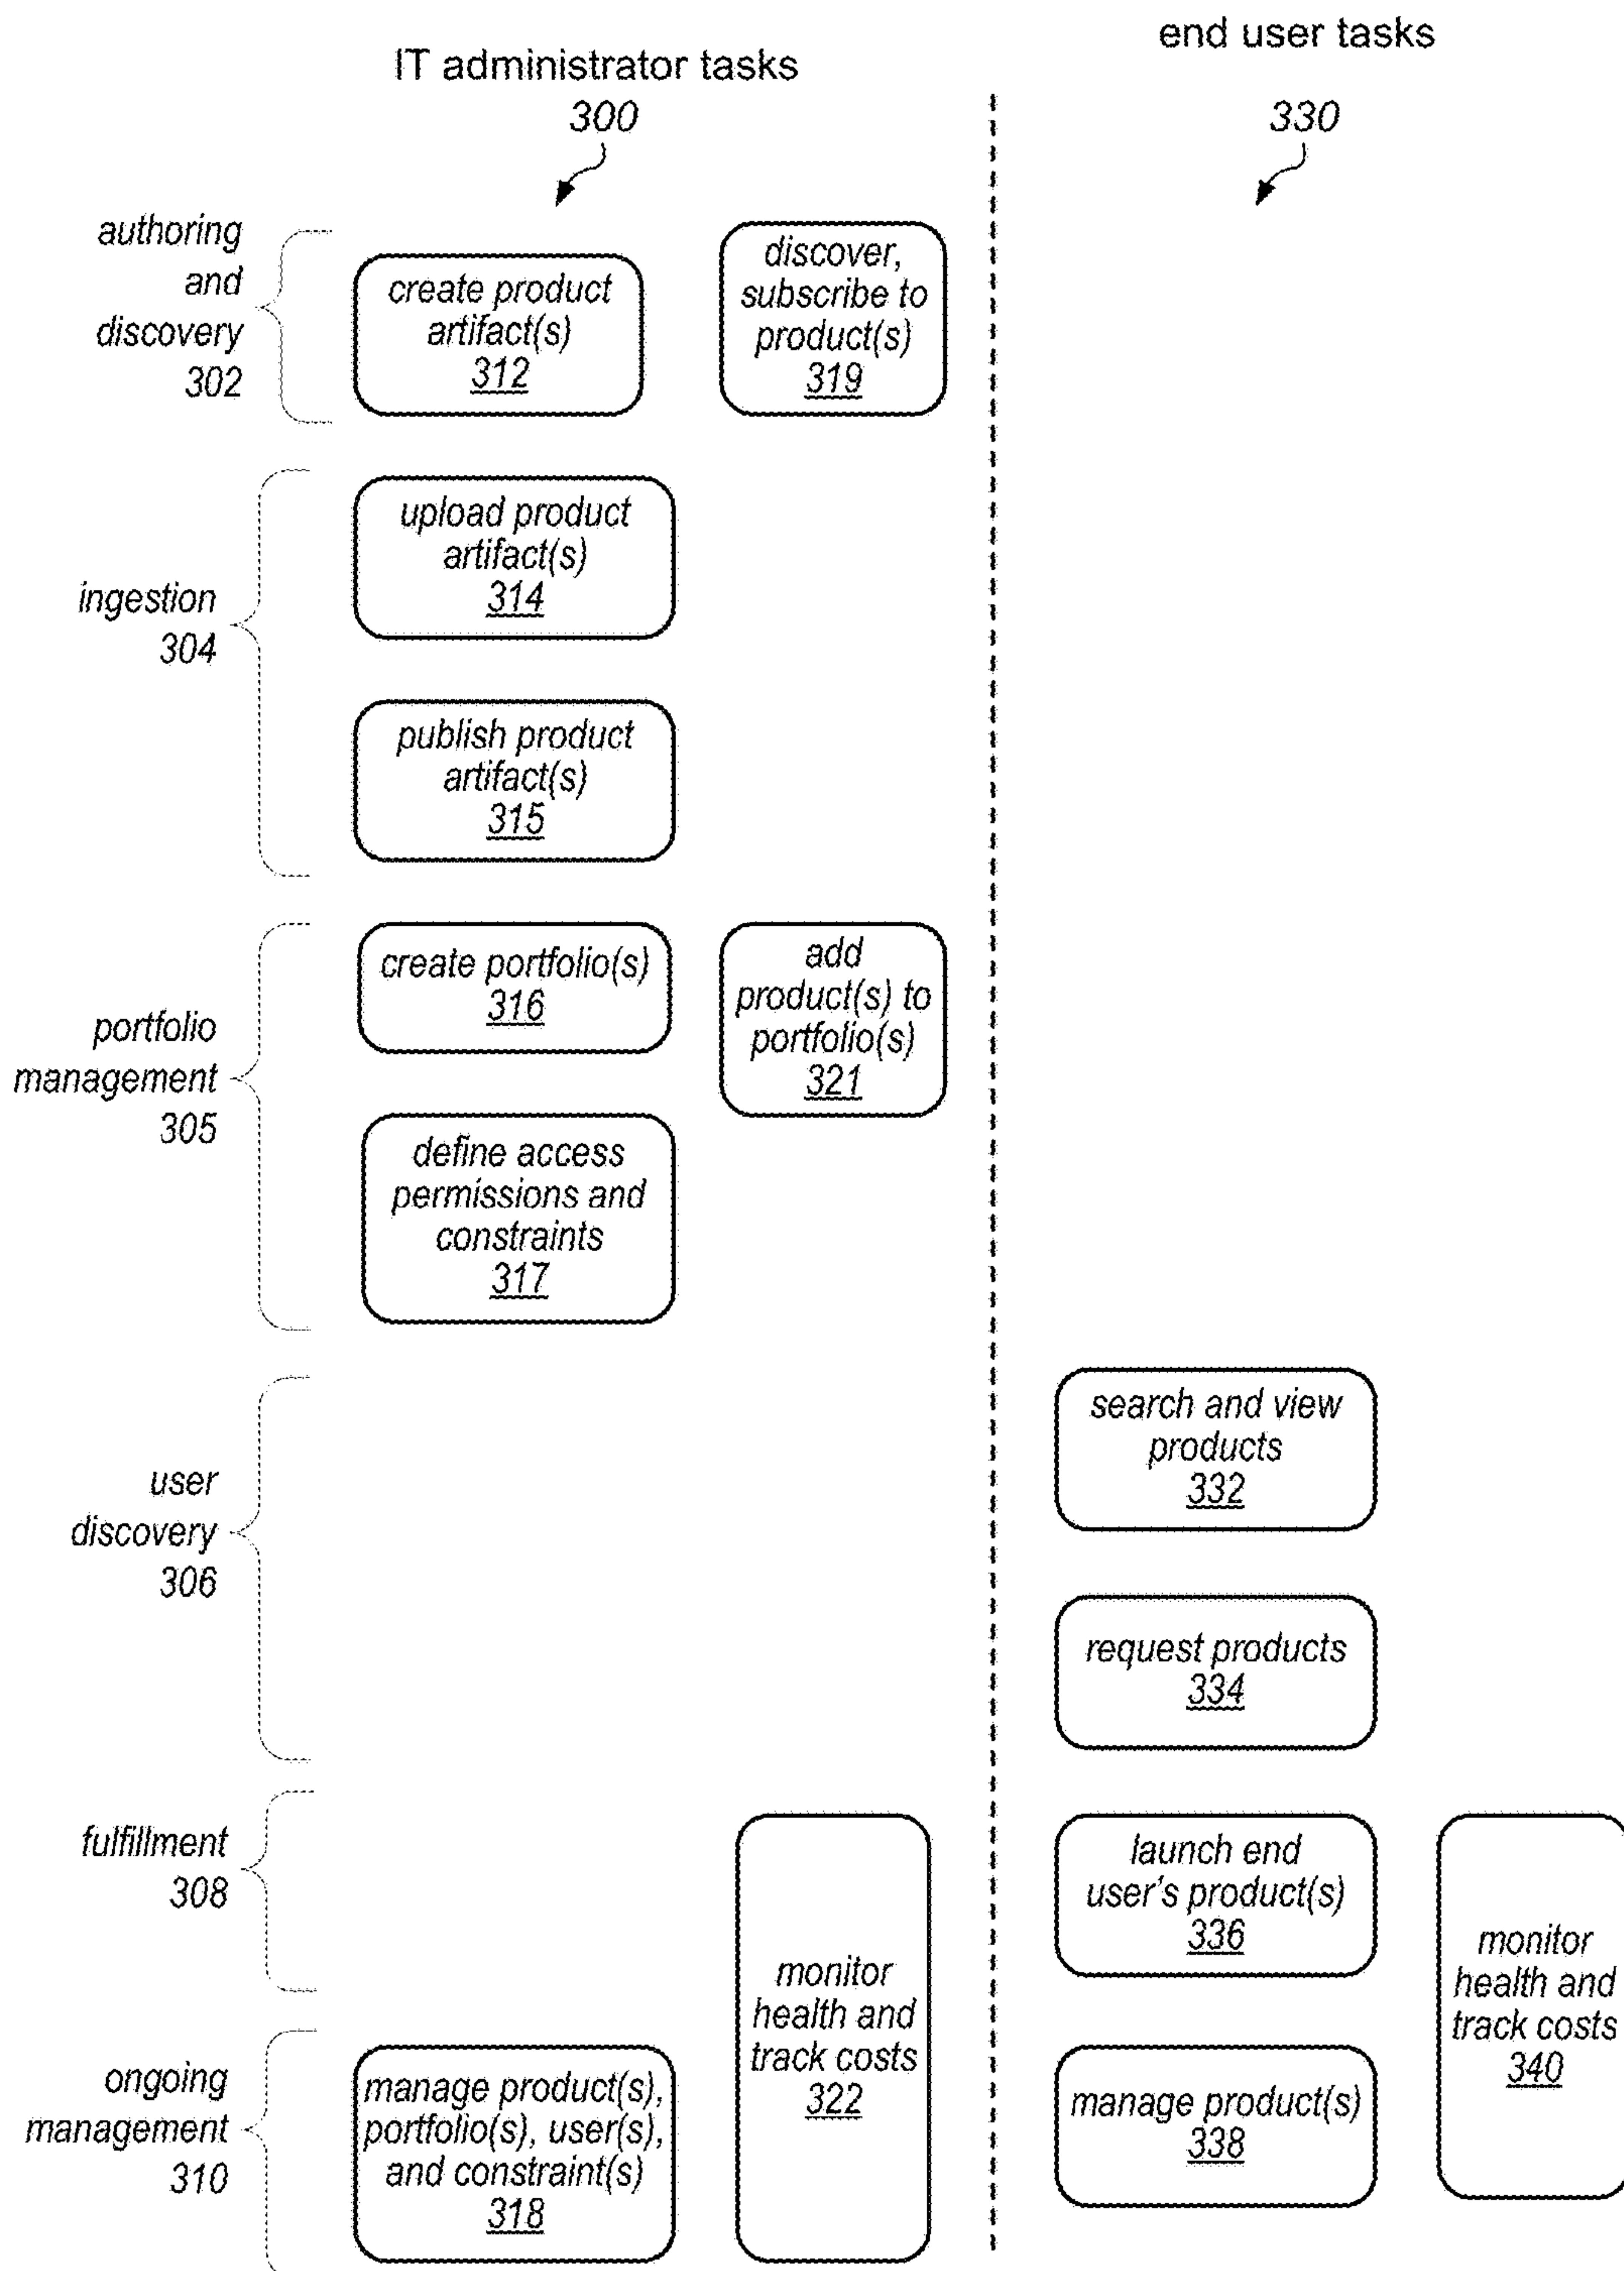 IT administrator tasks
300
end user tasks
330
authoring
and
discovery
302
create product
artifact(s)
312
discover,
subscribe to
product(s)
319
ingestion
304
upload product
artifact(s)
314
publish product
artifact(s)
315
portfolio
management
305
create portfolio(s)
316
add
product(s) to
portfolio(s)
321
define access
permissions and
constraints
317
user
discovery
306
search and view
products
332
request products
334
fulfillment
308
launch end
user's product(s)
336
monitor
health and
track costs
322
monitor
health and
track costs
340
ongoing
management
310
manage product(s),
portfolio(s), user(s),
and constraint(s)
318
manage product(s)
338